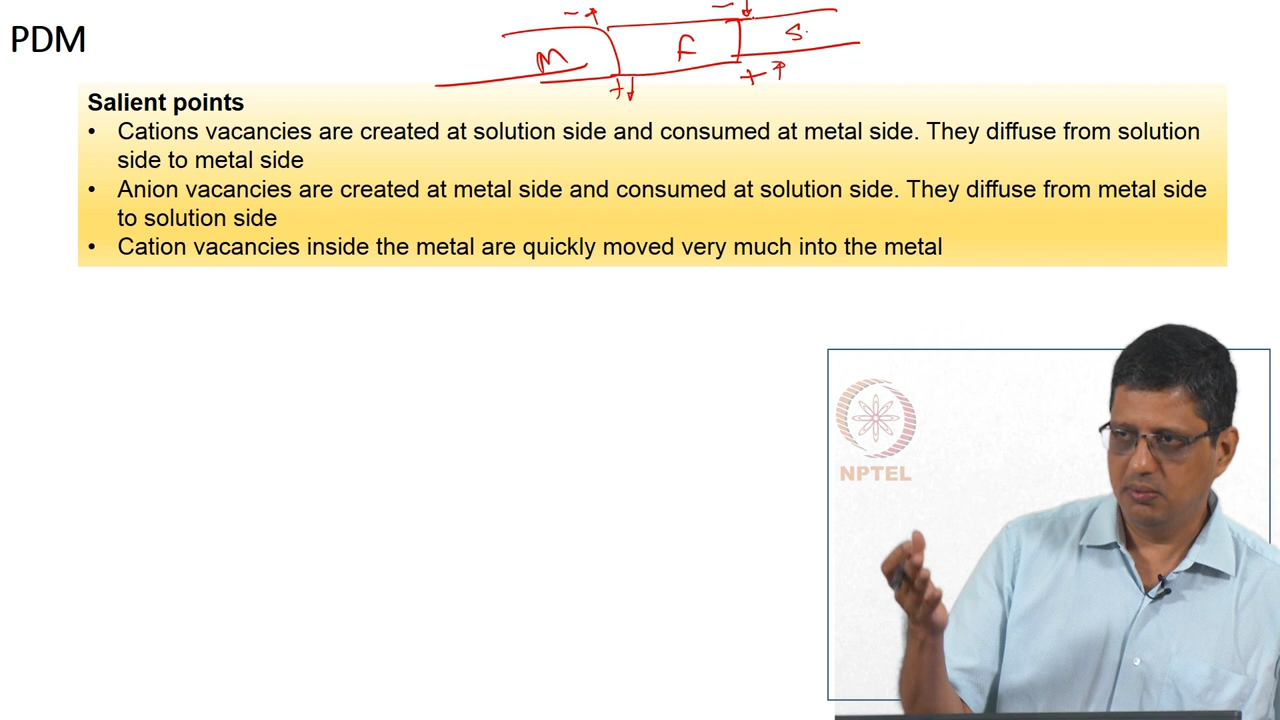 PDM
- ↑
- ↓
M
F
S
+ ↓
+ ↑
Salient points
• Cations vacancies are created at solution side and consumed at metal side. They diffuse from solution
side to metal side
• Anion vacancies are created at metal side and consumed at solution side. They diffuse from metal side
to solution side
• Cation vacancies inside the metal are quickly moved very much into the metal
NPTEL